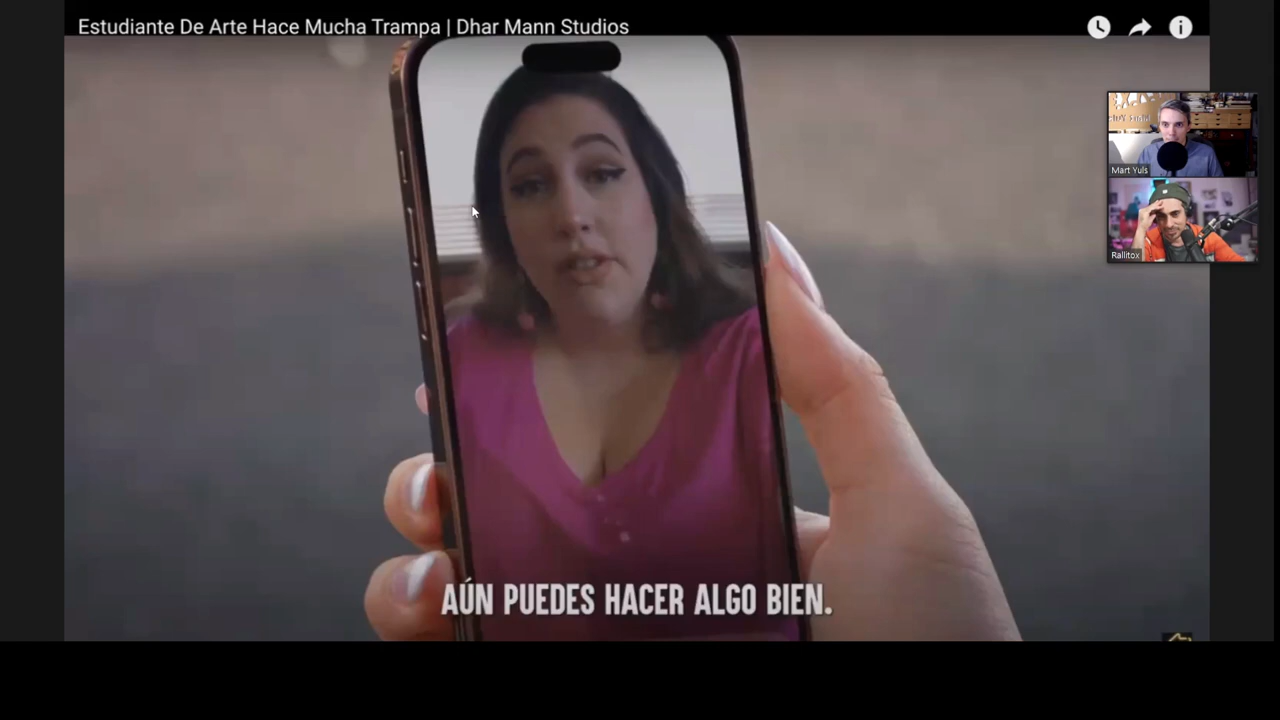 Estudiante De Arte Hace Mucha Trampa | Dhar Mann Studios
Mart Yuls
Rallitox
AÚN PUEDES HACER ALGO BIEN.